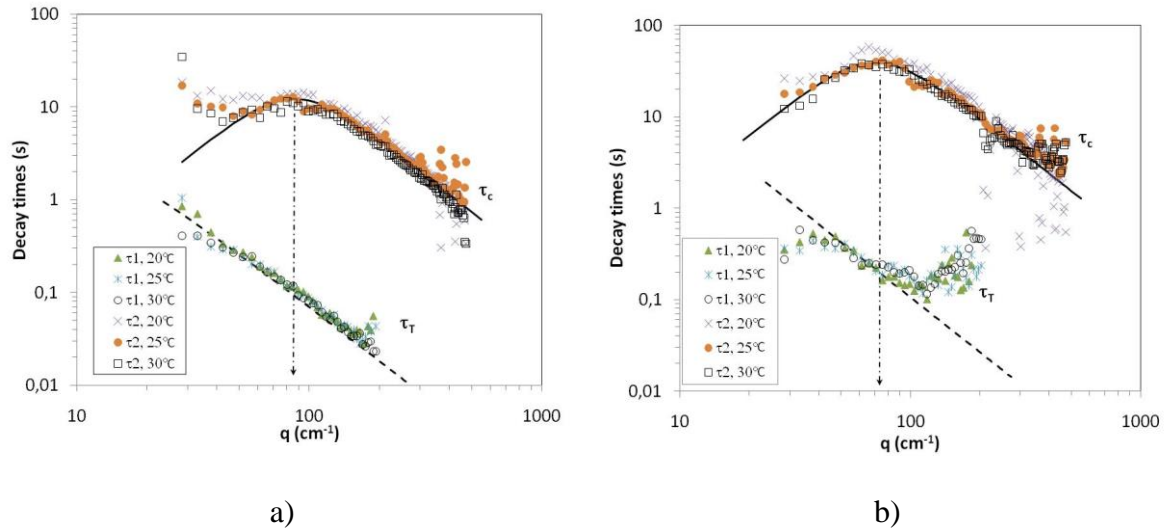 100
10
1
0,1
0,01
10
100
1000
Decay times (s)
q (cm-1)
τc
τT
τ1, 20℃
τ1, 25℃
τ1, 30℃
τ2, 20℃
τ2, 25℃
τ2, 30℃
a)
100
10
1
0,1
0,01
10
100
1000
Decay times (s)
q (cm-1)
τc
τT
τ1, 20℃
τ1, 25℃
τ1, 30℃
τ2, 20℃
τ2, 25℃
τ2, 30℃
b)